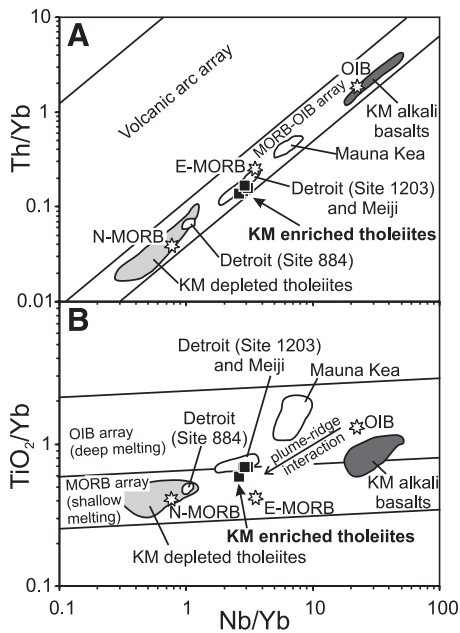 A
10
1
0.1
0.01
Th/Yb
Volcanic arc array
MORB-OIB array
OIB
KM alkali
basalts
E-MORB
Mauna Kea
Detroit (Site 1203)
and Meiji
KM enriched tholeiites
N-MORB
Detroit (Site 884)
KM depleted tholeiites
B
10
1
0.1
TiO₂/Yb
Detroit (Site 1203)
and Meiji
Mauna Kea
OIB array
(deep melting)
Detroit
(Site 884)
OIB
plume-ridge
interaction
MORB array
(shallow
melting)
N-MORB
E-MORB
KM alkali
basalts
KM enriched tholeiites
KM depleted tholeiites
0.1
1
10
100
Nb/Yb